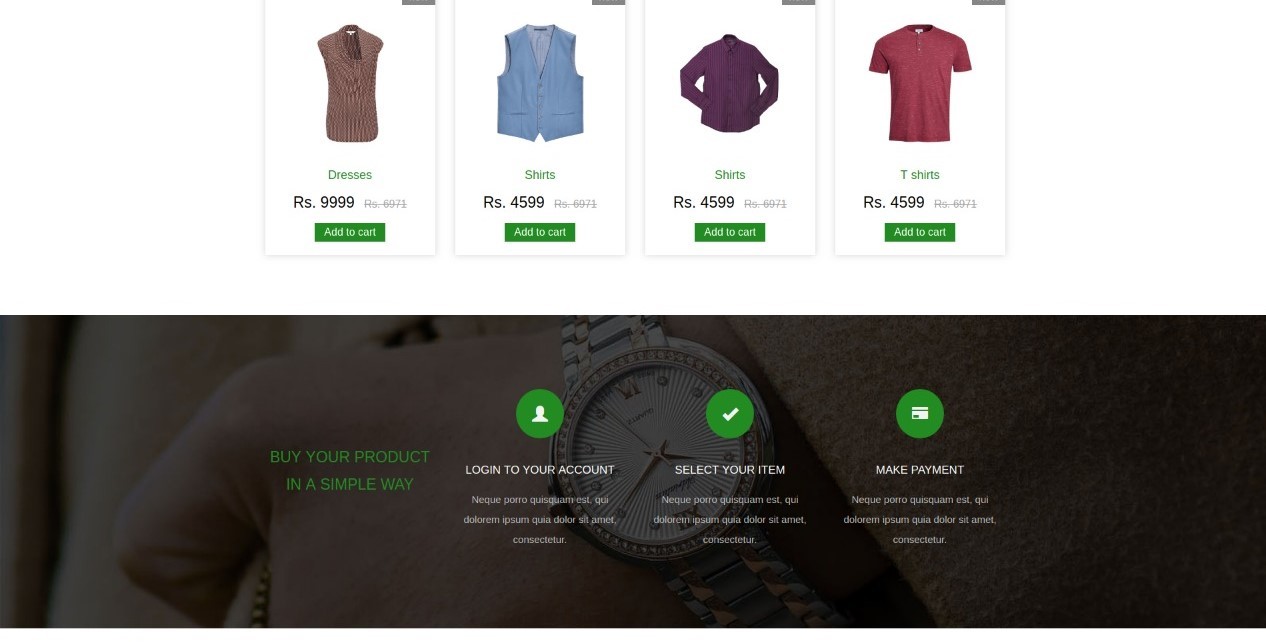 Dresses
Shirts
Shirts
T shirts
Rs. 9999 Rs. 6971
Rs. 4599 Rs. 6971
Rs. 4599 Rs. 6971
Rs. 4599 Rs. 6971
Add to cart
Add to cart
Add to cart
Add to cart
BUY YOUR PRODUCT
IN A SIMPLE WAY
LOGIN TO YOUR ACCOUNT
Neque porro quisquam est, qui
dolorem ipsum quia dolor sit amet,
consectetur.
SELECT YOUR ITEM
Neque porro quisquam est, qui
dolorem ipsum quia dolor sit amet,
consectetur.
MAKE PAYMENT
Neque porro quisquam est, qui
dolorem ipsum quia dolor sit amet,
consectetur.